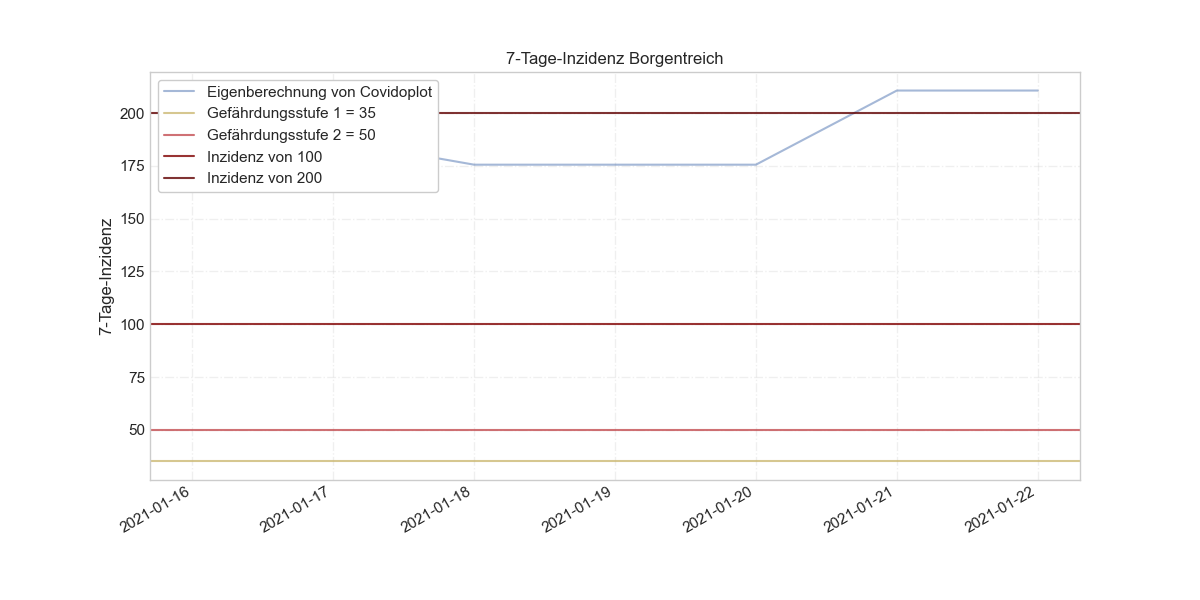 7-Tage-Inzidenz Borgentreich
Eigenberechnung von Covidoplot
Gefährdungsstufe 1 = 35
Gefährdungsstufe 2 = 50
Inzidenz von 100
Inzidenz von 200
7-Tage-Inzidenz
200
175
150
125
100
75
50
2021-01-16
2021-01-17
2021-01-18
2021-01-19
2021-01-20
2021-01-21
2021-01-22